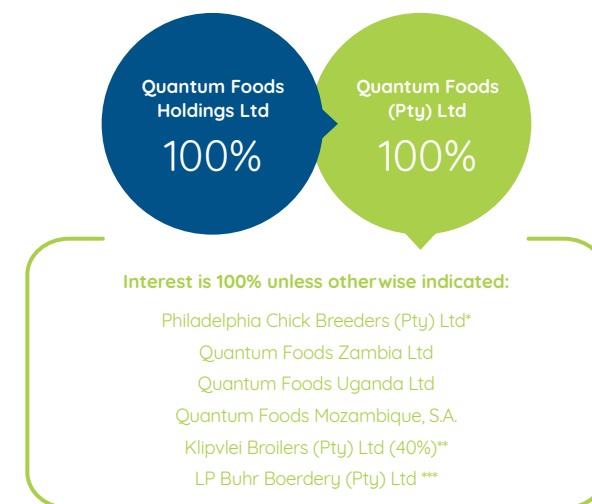 Quantum Foods
Holdings Ltd
100%
Quantum Foods
(Pty) Ltd
100%
Interest is 100% unless otherwise indicated:
Philadelphia Chick Breeders (Pty) Ltd*
Quantum Foods Zambia Ltd
Quantum Foods Uganda Ltd
Quantum Foods Mozambique, S.A.
Klipvlei Broilers (Pty) Ltd (40%)**
LP Buhr Boerdery (Pty) Ltd ***